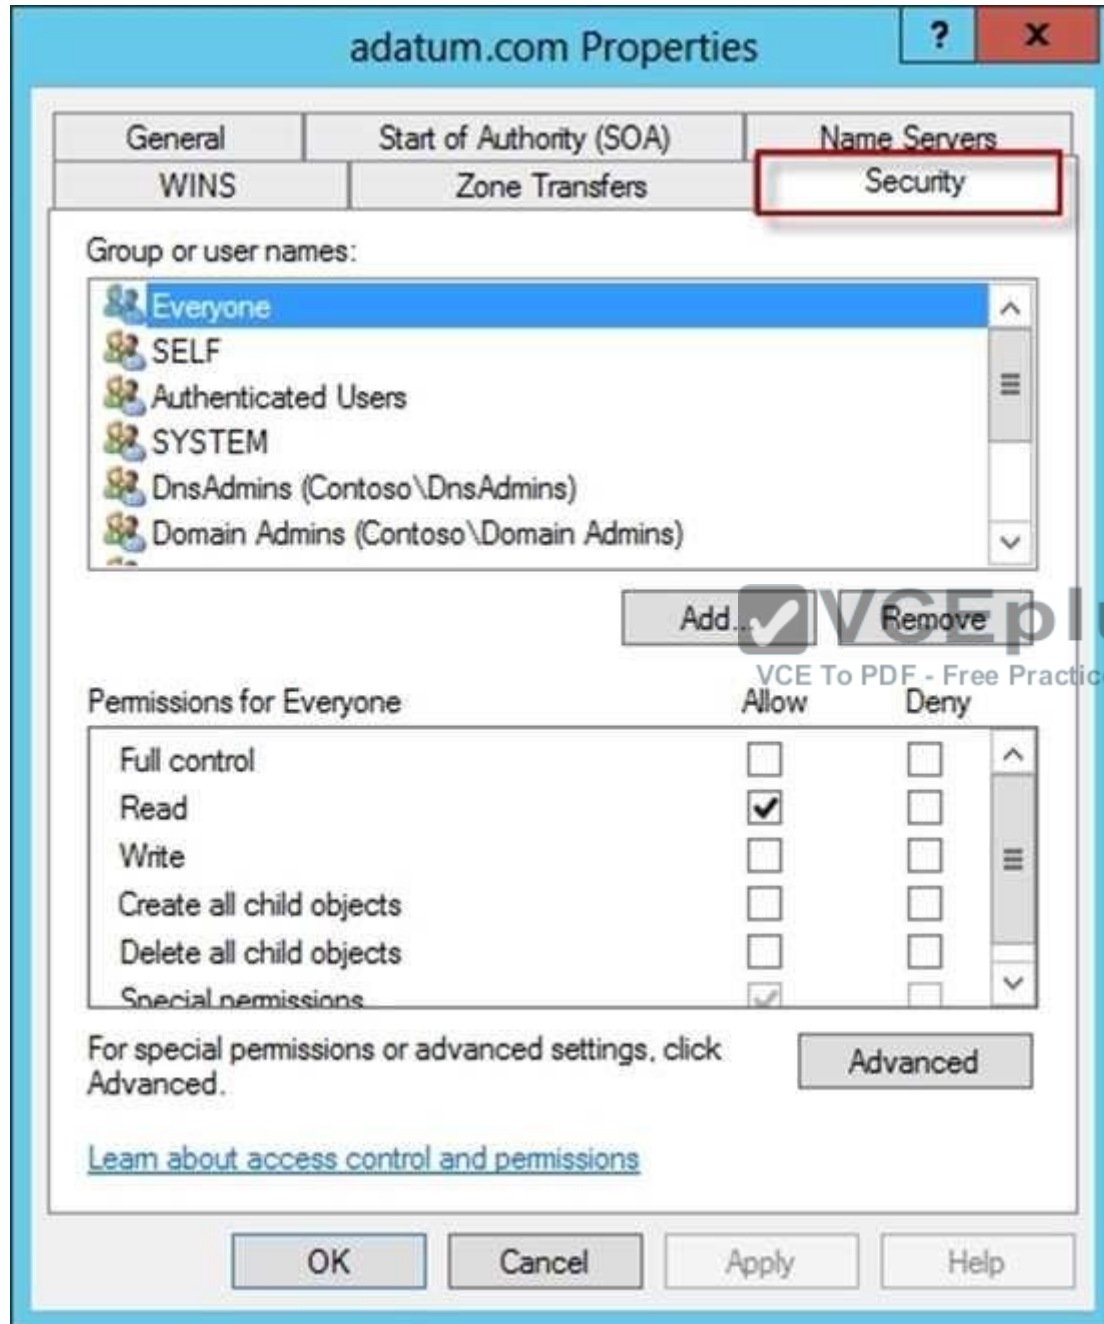 adatum.com Properties
?
x
General
Start of Authority (SOA)
Name Servers
WINS
Zone Transfers
Security
Group or user names:
Everyone
SELF
Authenticated Users
SYSTEM
DnsAdmins (Contoso\DnsAdmins)
Domain Admins (Contoso\Domain Admins)
Add...
Remove
VCEplu
VCE To PDF - Free Practic
Permissions for Everyone
Allow
Deny
Full control
Read
Write
Create all child objects
Delete all child objects
Special permissions
For special permissions or advanced settings, click
Advanced.
Advanced
Learn about access control and permissions
OK
Cancel
Apply
Help